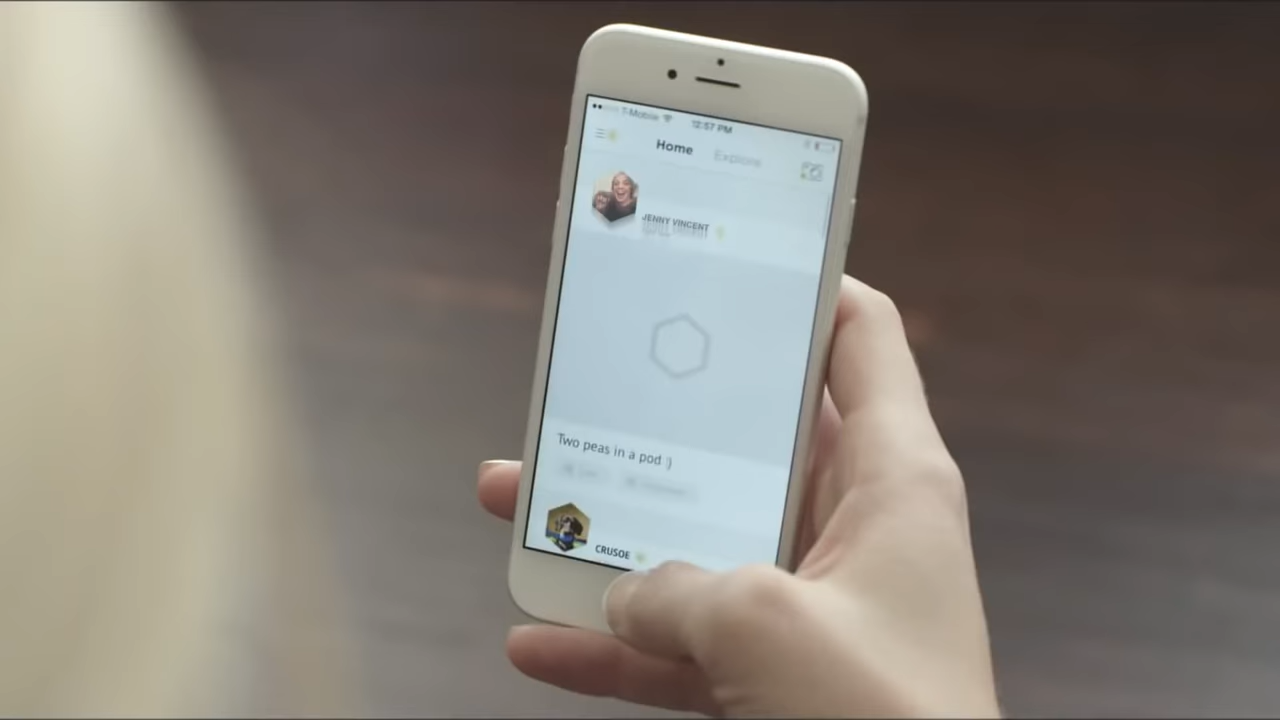 T-Mobile 12:57 PM
Home Explore
JENNY VINCENT
Two peas in a pod :)
CRUSOE